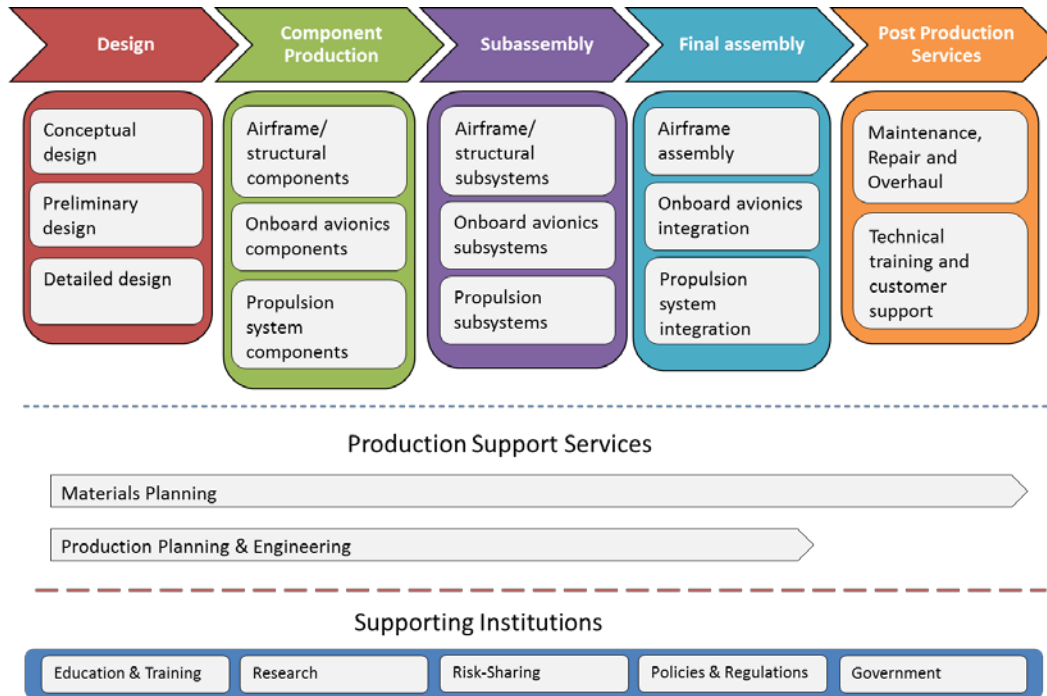 Design
Component
Production
Subassembly
Final assembly
Post Production
Services
Conceptual
design
Preliminary
design
Detailed design
Airframe/
structural
components
Onboard avionics
components
Propulsion
system
components
Airframe/
structural
subsystems
Onboard avionics
subsystems
Propulsion
subsystems
Airframe
assembly
Onboard avionics
integration
Propulsion
system
integration
Maintenance,
Repair and
Overhaul
Technical
training and
customer
support
Production Support Services
Materials Planning
Production Planning & Engineering
Supporting Institutions
Education & Training
Research
Risk-Sharing
Policies & Regulations
Government